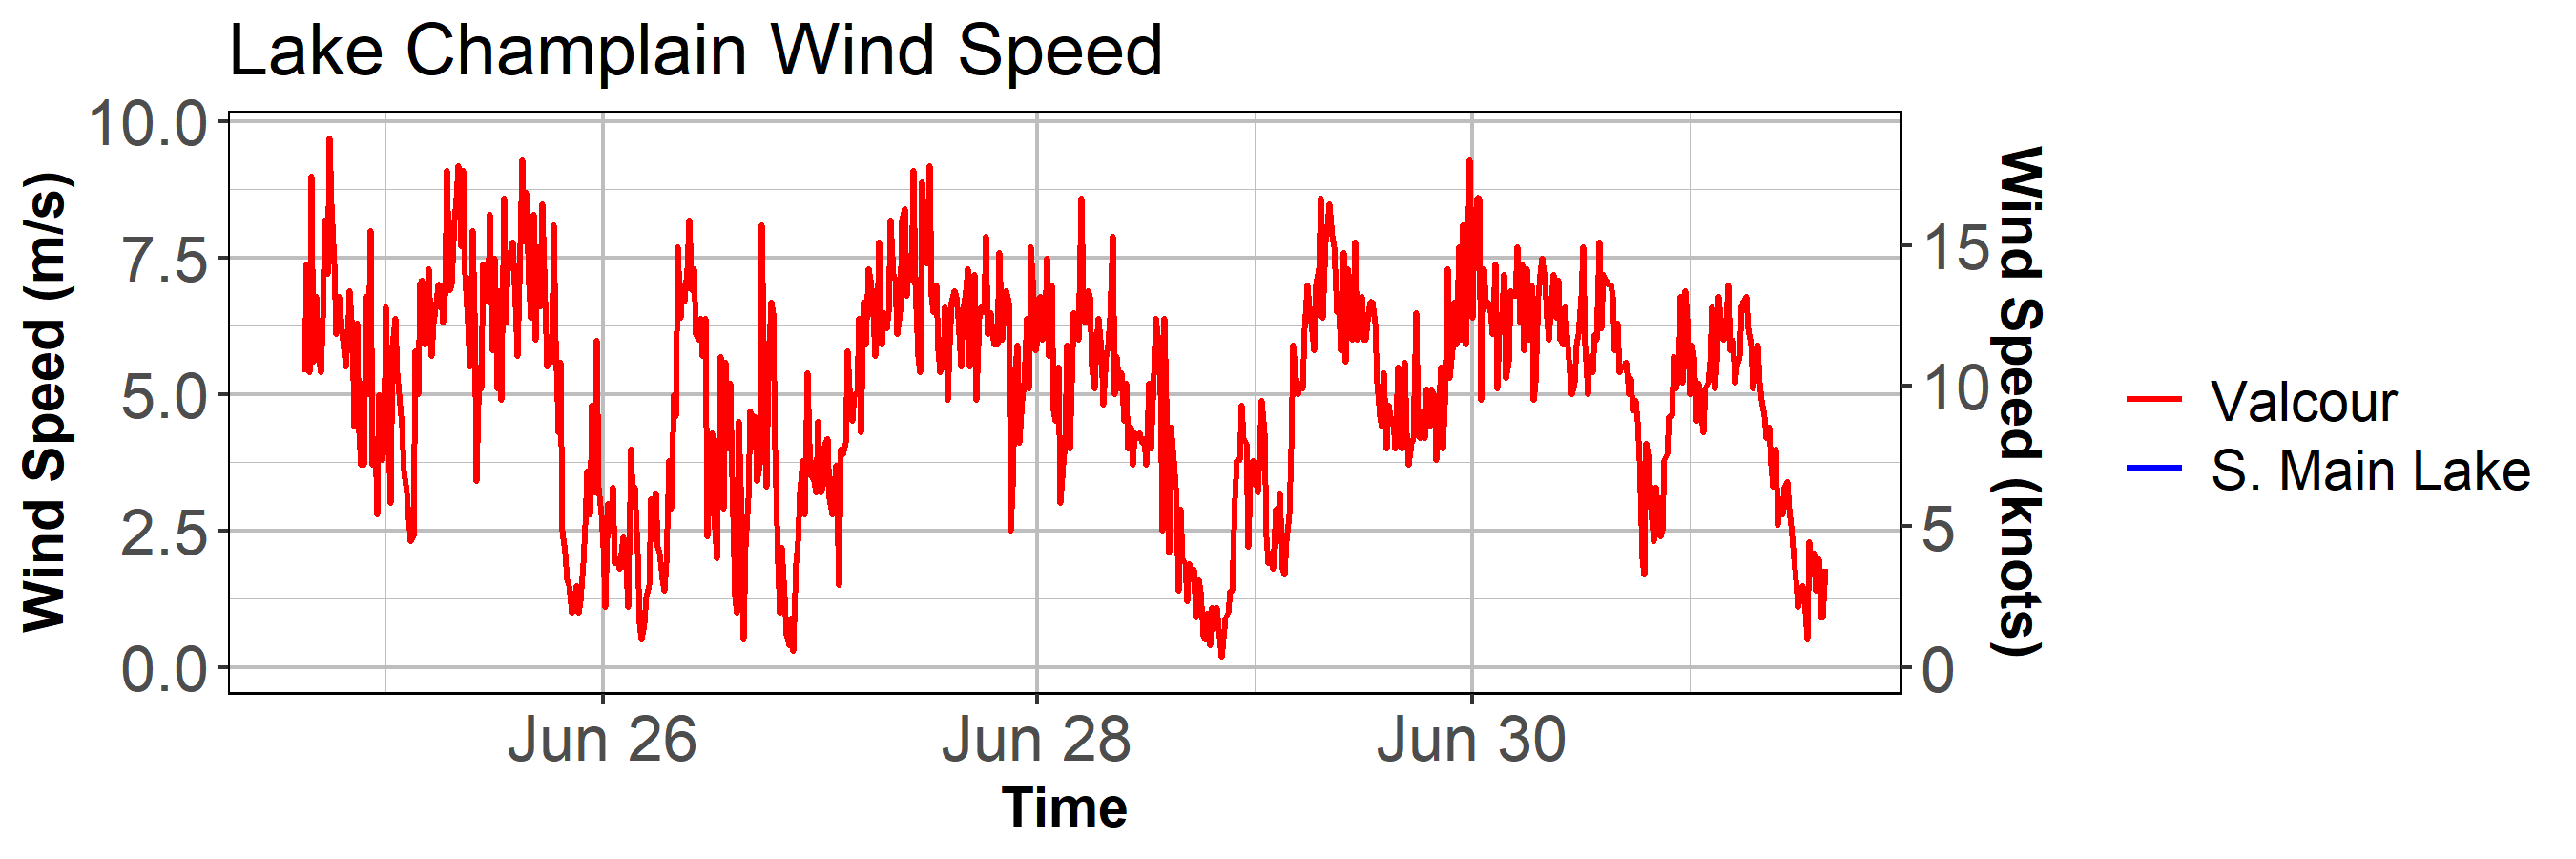 Lake Champlain Wind Speed
Wind Speed (m/s)
10.0
7.5
5.0
2.5
0.0
Wind Speed (knots)
15
10
5
0
Jun 26
Jun 28
Jun 30
Time
Valcour
S. Main Lake